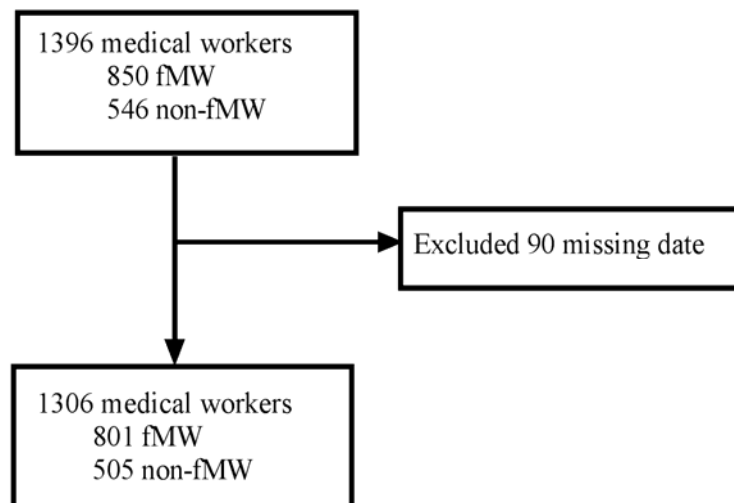 1396 medical workers
850 fMW
546 non-fMW
Excluded 90 missing date
1306 medical workers
801 fMW
505 non-fMW